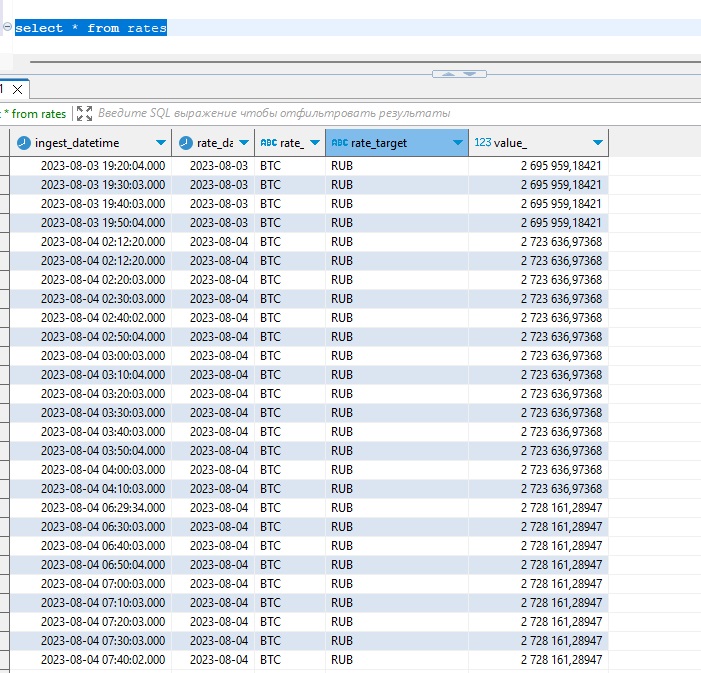 select * from rates
1
* from rates Введите SQL выражение чтобы отфильтровать результаты
ingest_datetime rate_da ABC rate_ ABC rate_target 123 value_
2023-08-03 19:20:04.000 2023-08-03 BTC RUB 2 695 959,18421
2023-08-03 19:30:03.000 2023-08-03 BTC RUB 2 695 959,18421
2023-08-03 19:40:03.000 2023-08-03 BTC RUB 2 695 959,18421
2023-08-03 19:50:04.000 2023-08-03 BTC RUB 2 695 959,18421
2023-08-04 02:12:20.000 2023-08-04 BTC RUB 2 723 636,97368
2023-08-04 02:12:20.000 2023-08-04 BTC RUB 2 723 636,97368
2023-08-04 02:20:03.000 2023-08-04 BTC RUB 2 723 636,97368
2023-08-04 02:30:03.000 2023-08-04 BTC RUB 2 723 636,97368
2023-08-04 02:40:02.000 2023-08-04 BTC RUB 2 723 636,97368
2023-08-04 02:50:04.000 2023-08-04 BTC RUB 2 723 636,97368
2023-08-04 03:00:03.000 2023-08-04 BTC RUB 2 723 636,97368
2023-08-04 03:10:04.000 2023-08-04 BTC RUB 2 723 636,97368
2023-08-04 03:20:03.000 2023-08-04 BTC RUB 2 723 636,97368
2023-08-04 03:30:03.000 2023-08-04 BTC RUB 2 723 636,97368
2023-08-04 03:40:03.000 2023-08-04 BTC RUB 2 723 636,97368
2023-08-04 03:50:04.000 2023-08-04 BTC RUB 2 723 636,97368
2023-08-04 04:00:03.000 2023-08-04 BTC RUB 2 723 636,97368
2023-08-04 04:10:03.000 2023-08-04 BTC RUB 2 723 636,97368
2023-08-04 06:29:34.000 2023-08-04 BTC RUB 2 728 161,28947
2023-08-04 06:30:03.000 2023-08-04 BTC RUB 2 728 161,28947
2023-08-04 06:40:03.000 2023-08-04 BTC RUB 2 728 161,28947
2023-08-04 06:50:04.000 2023-08-04 BTC RUB 2 728 161,28947
2023-08-04 07:00:03.000 2023-08-04 BTC RUB 2 728 161,28947
2023-08-04 07:10:03.000 2023-08-04 BTC RUB 2 728 161,28947
2023-08-04 07:20:03.000 2023-08-04 BTC RUB 2 728 161,28947
2023-08-04 07:30:03.000 2023-08-04 BTC RUB 2 728 161,28947
2023-08-04 07:40:02.000 2023-08-04 BTC RUB 2 728 161,28947